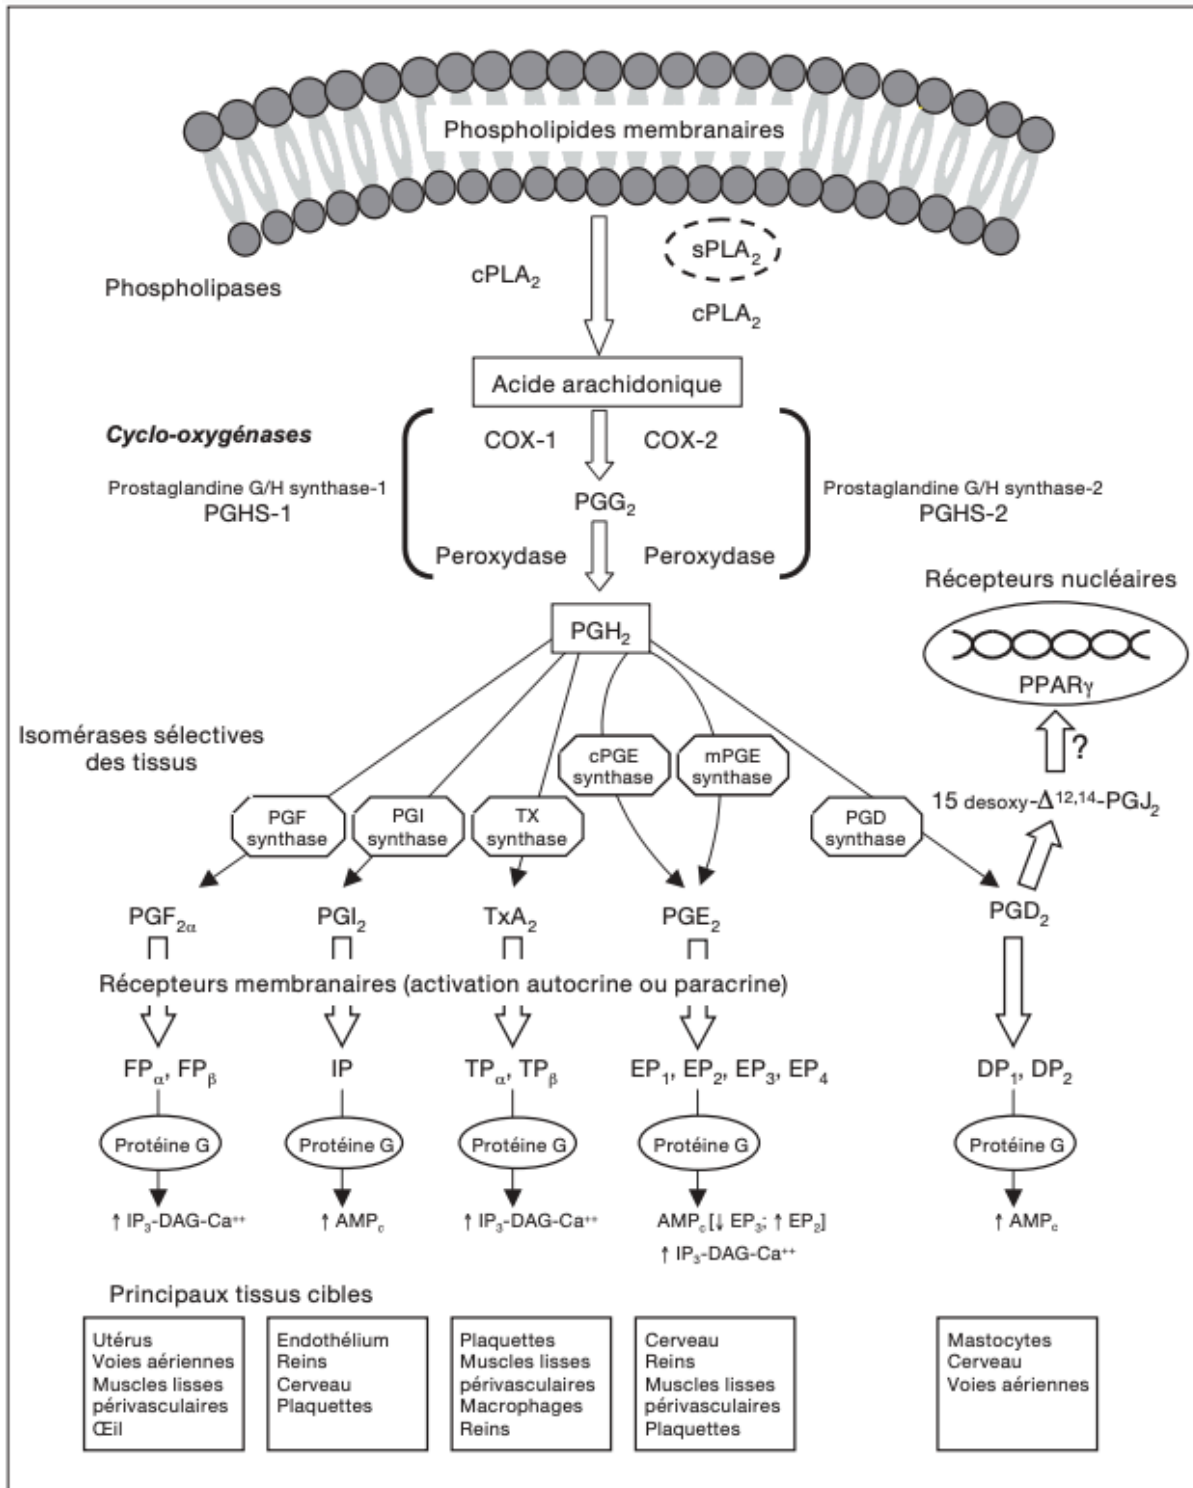 Phospholipides membranaires
sPLA₂
cPLA₂
Phospholipases
cPLA₂
Acide arachidonique
Cyclo-oxygénases
COX-1
COX-2
Prostaglandine G/H synthase-1
PGHS-1
PGG₂
Prostaglandine G/H synthase-2
PGHS-2
Peroxydase
Peroxydase
Récepteurs nucléaires
PGH₂
PPARγ
Isomérases sélectives
des tissus
cPGE
synthase
mPGE
synthase
?
15 desoxy-Δ¹²,¹⁴-PGJ₂
PGF
synthase
PGI
synthase
TX
synthase
PGD
synthase
PGF₂α
PGI₂
TxA₂
PGE₂
PGD₂
Récepteurs membranaires (activation autocrine ou paracrine)
FPα, FPβ
IP
TPα, TPβ
EP₁, EP₂, EP₃, EP₄
DP₁, DP₂
Protéine G
Protéine G
Protéine G
Protéine G
Protéine G
↑ IP₃-DAG-Ca⁺⁺
↑ AMPc
↑ IP₃-DAG-Ca⁺⁺
AMPc [↓ EP₃; ↑ EP₂]
↑ IP₃-DAG-Ca⁺⁺
↑ AMPc
Principaux tissus cibles
Utérus
Voies aériennes
Muscles lisses
périvasculaires
Œil
Endothélium
Reins
Cerveau
Plaquettes
Plaquettes
Muscles lisses
périvasculaires
Macrophages
Reins
Cerveau
Reins
Muscles lisses
périvasculaires
Plaquettes
Mastocytes
Cerveau
Voies aériennes